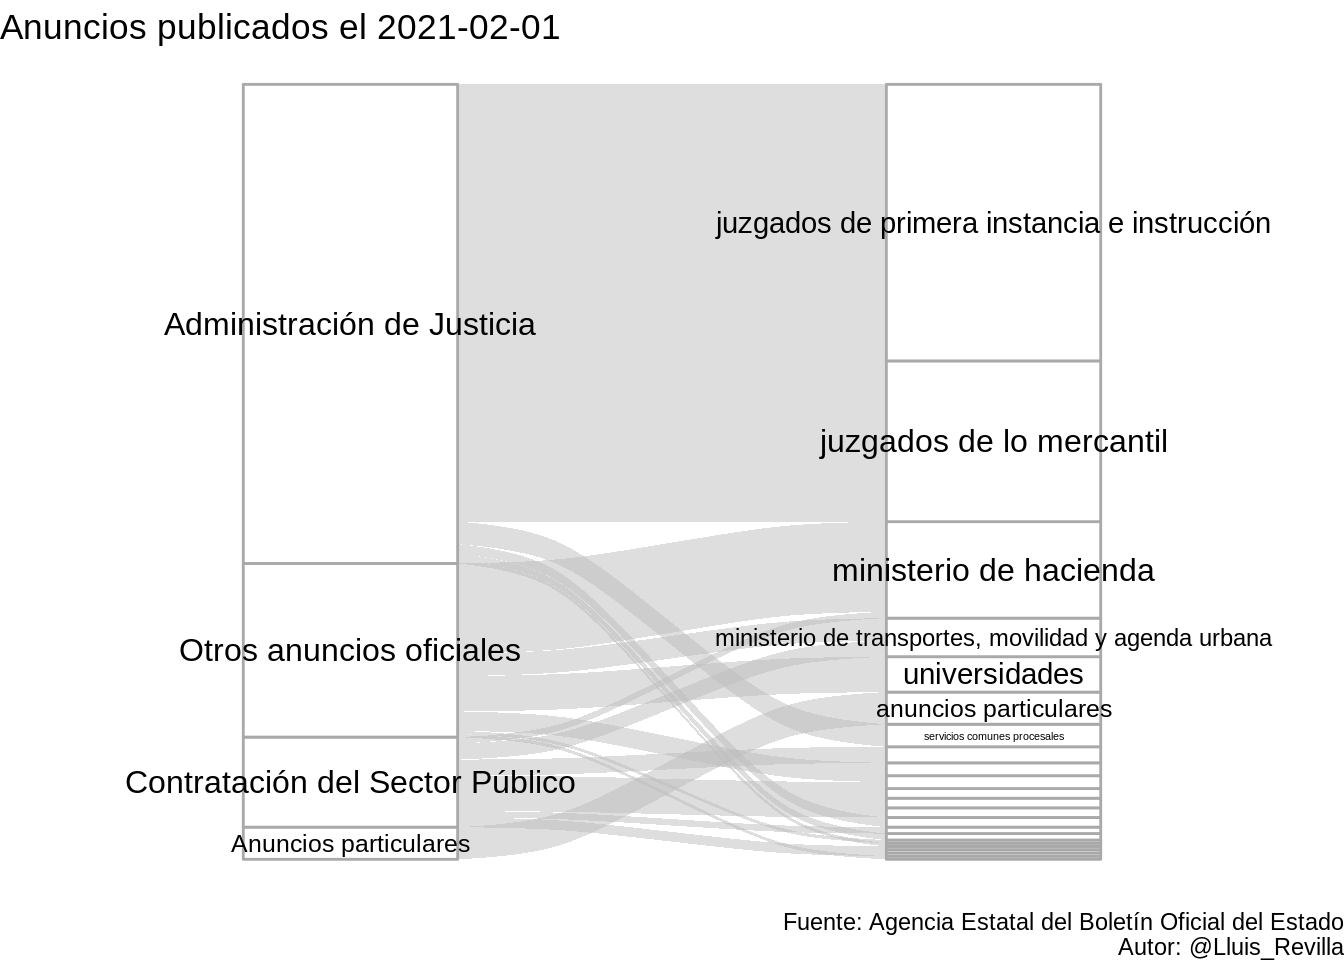 Anuncios publicados el 2021-02-01
juzgados de primera instancia e instrucción
Administración de Justicia
juzgados de lo mercantil
ministerio de hacienda
ministerio de transportes, movilidad y agenda urbana
Otros anuncios oficiales
universidades
anuncios particulares
servicios comunes procesales
Contratación del Sector Público
Anuncios particulares
Fuente: Agencia Estatal del Boletín Oficial del Estado
Autor: @Lluis_Revilla